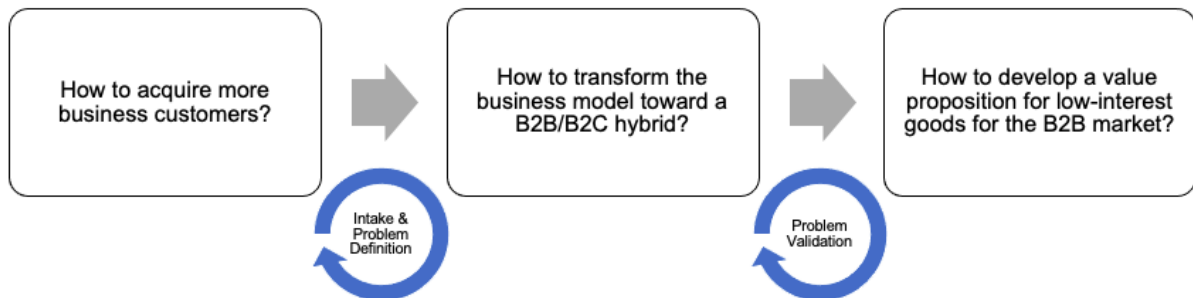 How to acquire more
business customers?
How to transform the
business model toward a
B2B/B2C hybrid?
How to develop a value
proposition for low-interest
goods for the B2B market?
Intake &
Problem
Definition
Problem
Validation